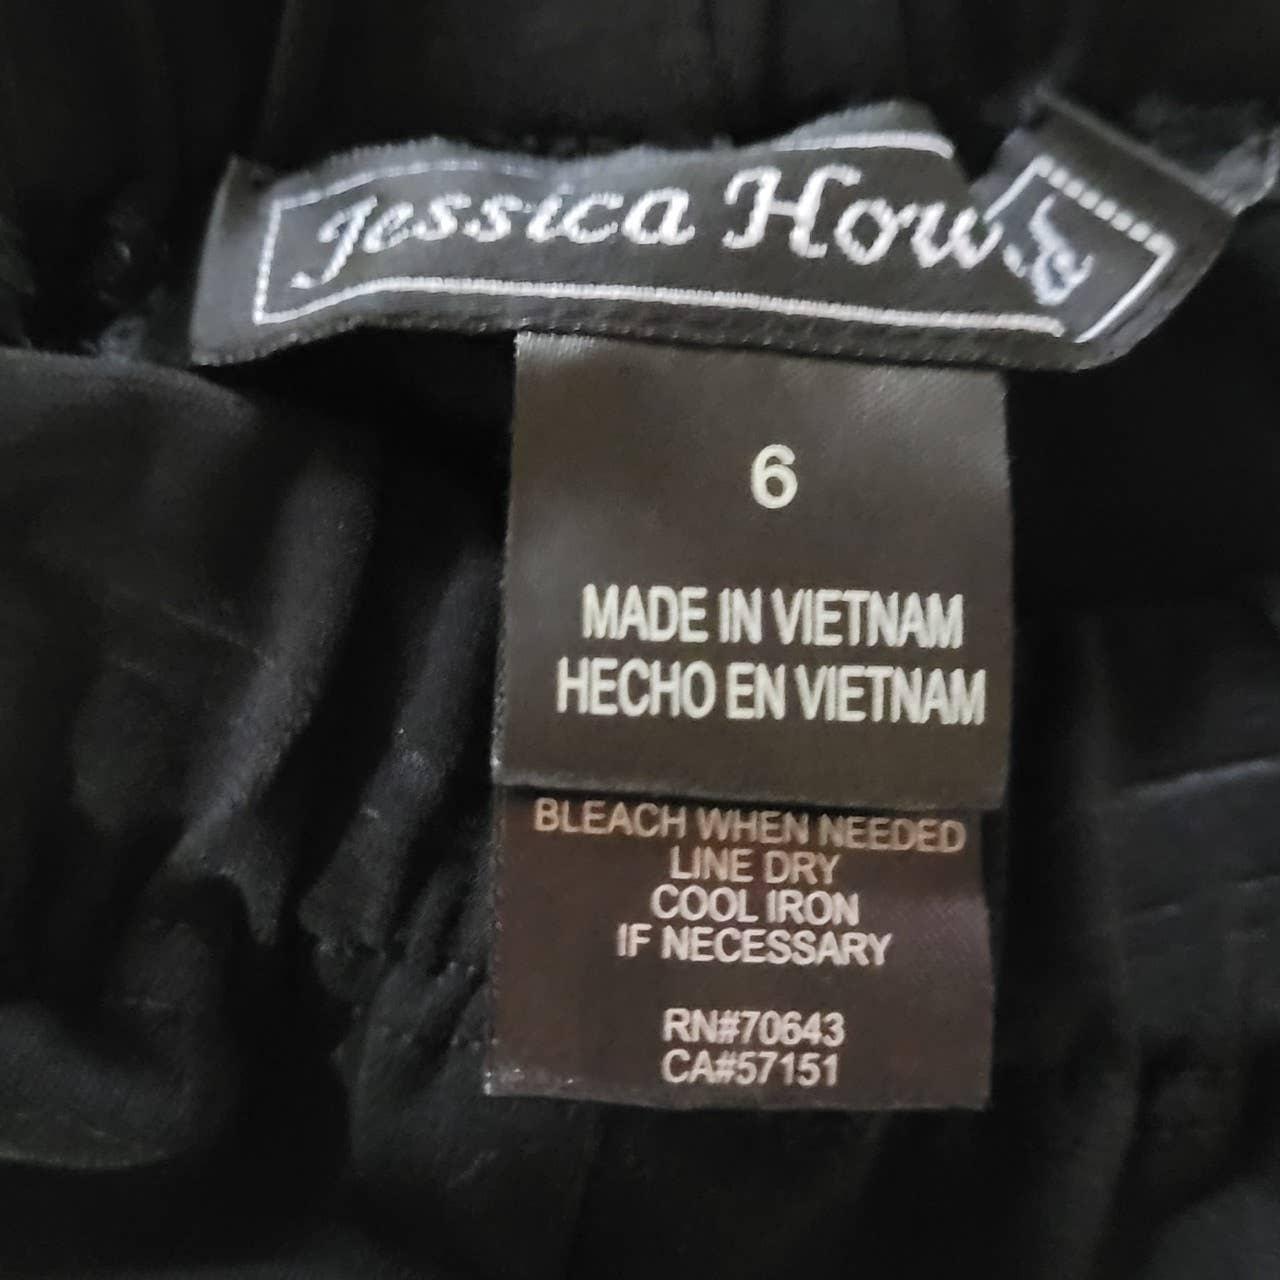 Jessica How
6
MADE IN VIETNAM
HECHO EN VIETNAM
BLEACH WHEN NEEDED
LINE DRY
COOL IRON
IF NECESSARY
RN#70643
CA#57151